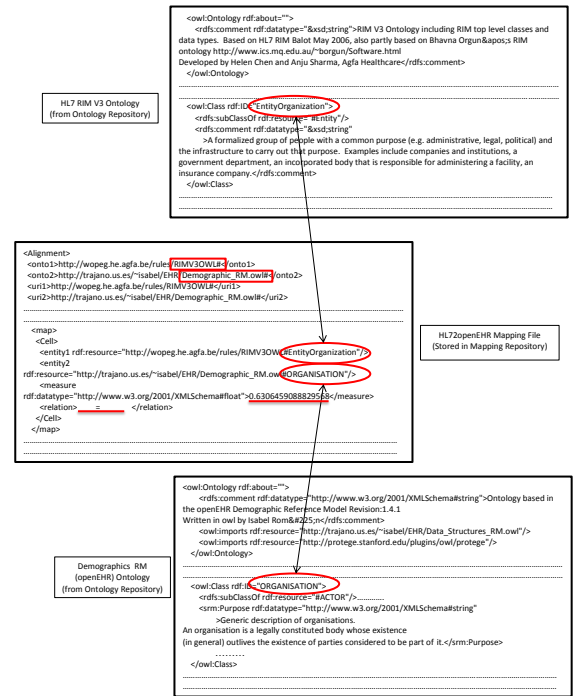 <owl:Ontology rdf:about="">
<rdfs:comment rdf:datatype="&xsd;string">RIM V3 Ontology including RIM top level classes and
data types.  Based on HL7 RIM Balot May 2006, also partly based on Bhavna Orgun&apos;s RIM
ontology http://www.ics.mq.edu.au/~borgun/Software.html
Developed by Helen Chen and Anju Sharma, Agfa Healthcare</rdfs:comment>
</owl:Ontology>
<owl:Class rdf:ID="EntityOrganization">
<rdfs:subClassOf rdf:resource="#Entity"/>
<rdfs:comment rdf:datatype="&xsd;string"
>A formalized group of people with a common purpose (e.g. administrative, legal, political) and
the infrastructure to carry out that purpose.  Examples include companies and institutions, a
government department, an incorporated body that is responsible for administering a facility, an
insurance company.</rdfs:comment>
</owl:Class>
HL7 RIM V3 Ontology
(from Ontology Repository)
<Alignment>
<onto1>http://wopeg.he.agfa.be/rules/RIMV3OWL#</onto1>
<onto2>http://trajano.us.es/~isabel/EHR/Demographic_RM.owl#</onto2>
<uri1>http://wopeg.he.agfa.be/rules/RIMV3OWL#</uri1>
<uri2>http://trajano.us.es/~isabel/EHR/Demographic_RM.owl#</uri2>
<map>
<Cell>
<entity1 rdf:resource="http://wopeg.he.agfa.be/rules/RIMV3OWL#EntityOrganization"/>
<entity2
rdf:resource="http://trajano.us.es/~isabel/EHR/Demographic_RM.owl#ORGANISATION"/>
<measure
rdf:datatype="http://www.w3.org/2001/XMLSchema#float">0.6306459088829568</measure>
<relation> = </relation>
</Cell>
</map>
HL72openEHR Mapping File
(Stored in Mapping Repository)
<owl:Ontology rdf:about="">
<rdfs:comment rdf:datatype="http://www.w3.org/2001/XMLSchema#string">Ontology based in
the openEHR Demographic Reference Model Revision:1.4.1
Written in owl by Isabel Rom&#225;n</rdfs:comment>
<owl:imports rdf:resource="http://trajano.us.es/~isabel/EHR/Data_Structures_RM.owl"/>
<owl:imports rdf:resource="http://protege.stanford.edu/plugins/owl/protege"/>
</owl:Ontology>
<owl:Class rdf:ID="ORGANISATION">
<rdfs:subClassOf rdf:resource="#ACTOR"/>............
<srm:Purpose rdf:datatype="http://www.w3.org/2001/XMLSchema#string"
>Generic description of organisations.
An organisation is a legally constituted body whose existence
(in general) outlives the existence of parties considered to be part of it.</srm:Purpose>
.........
</owl:Class>
Demographics  RM
(openEHR) Ontology
(from Ontology Repository)